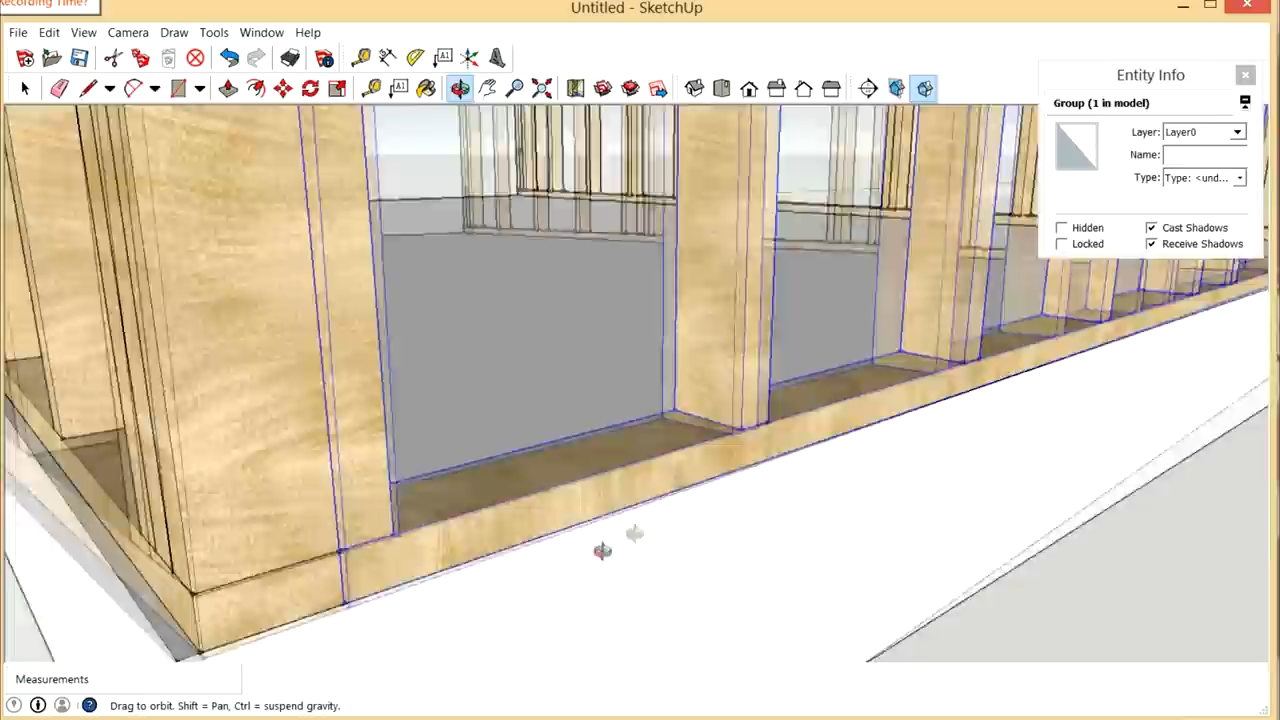 Recording Time?
Untitled - SketchUp
File Edit View Camera Draw Tools Window Help
A1
A1
Entity Info
Group (1 in model)
Layer: Layer0
Name:
Type: Type: <und...
Hidden Cast Shadows
Locked Receive Shadows
Measurements
Drag to orbit. Shift = Pan, Ctrl = suspend gravity.